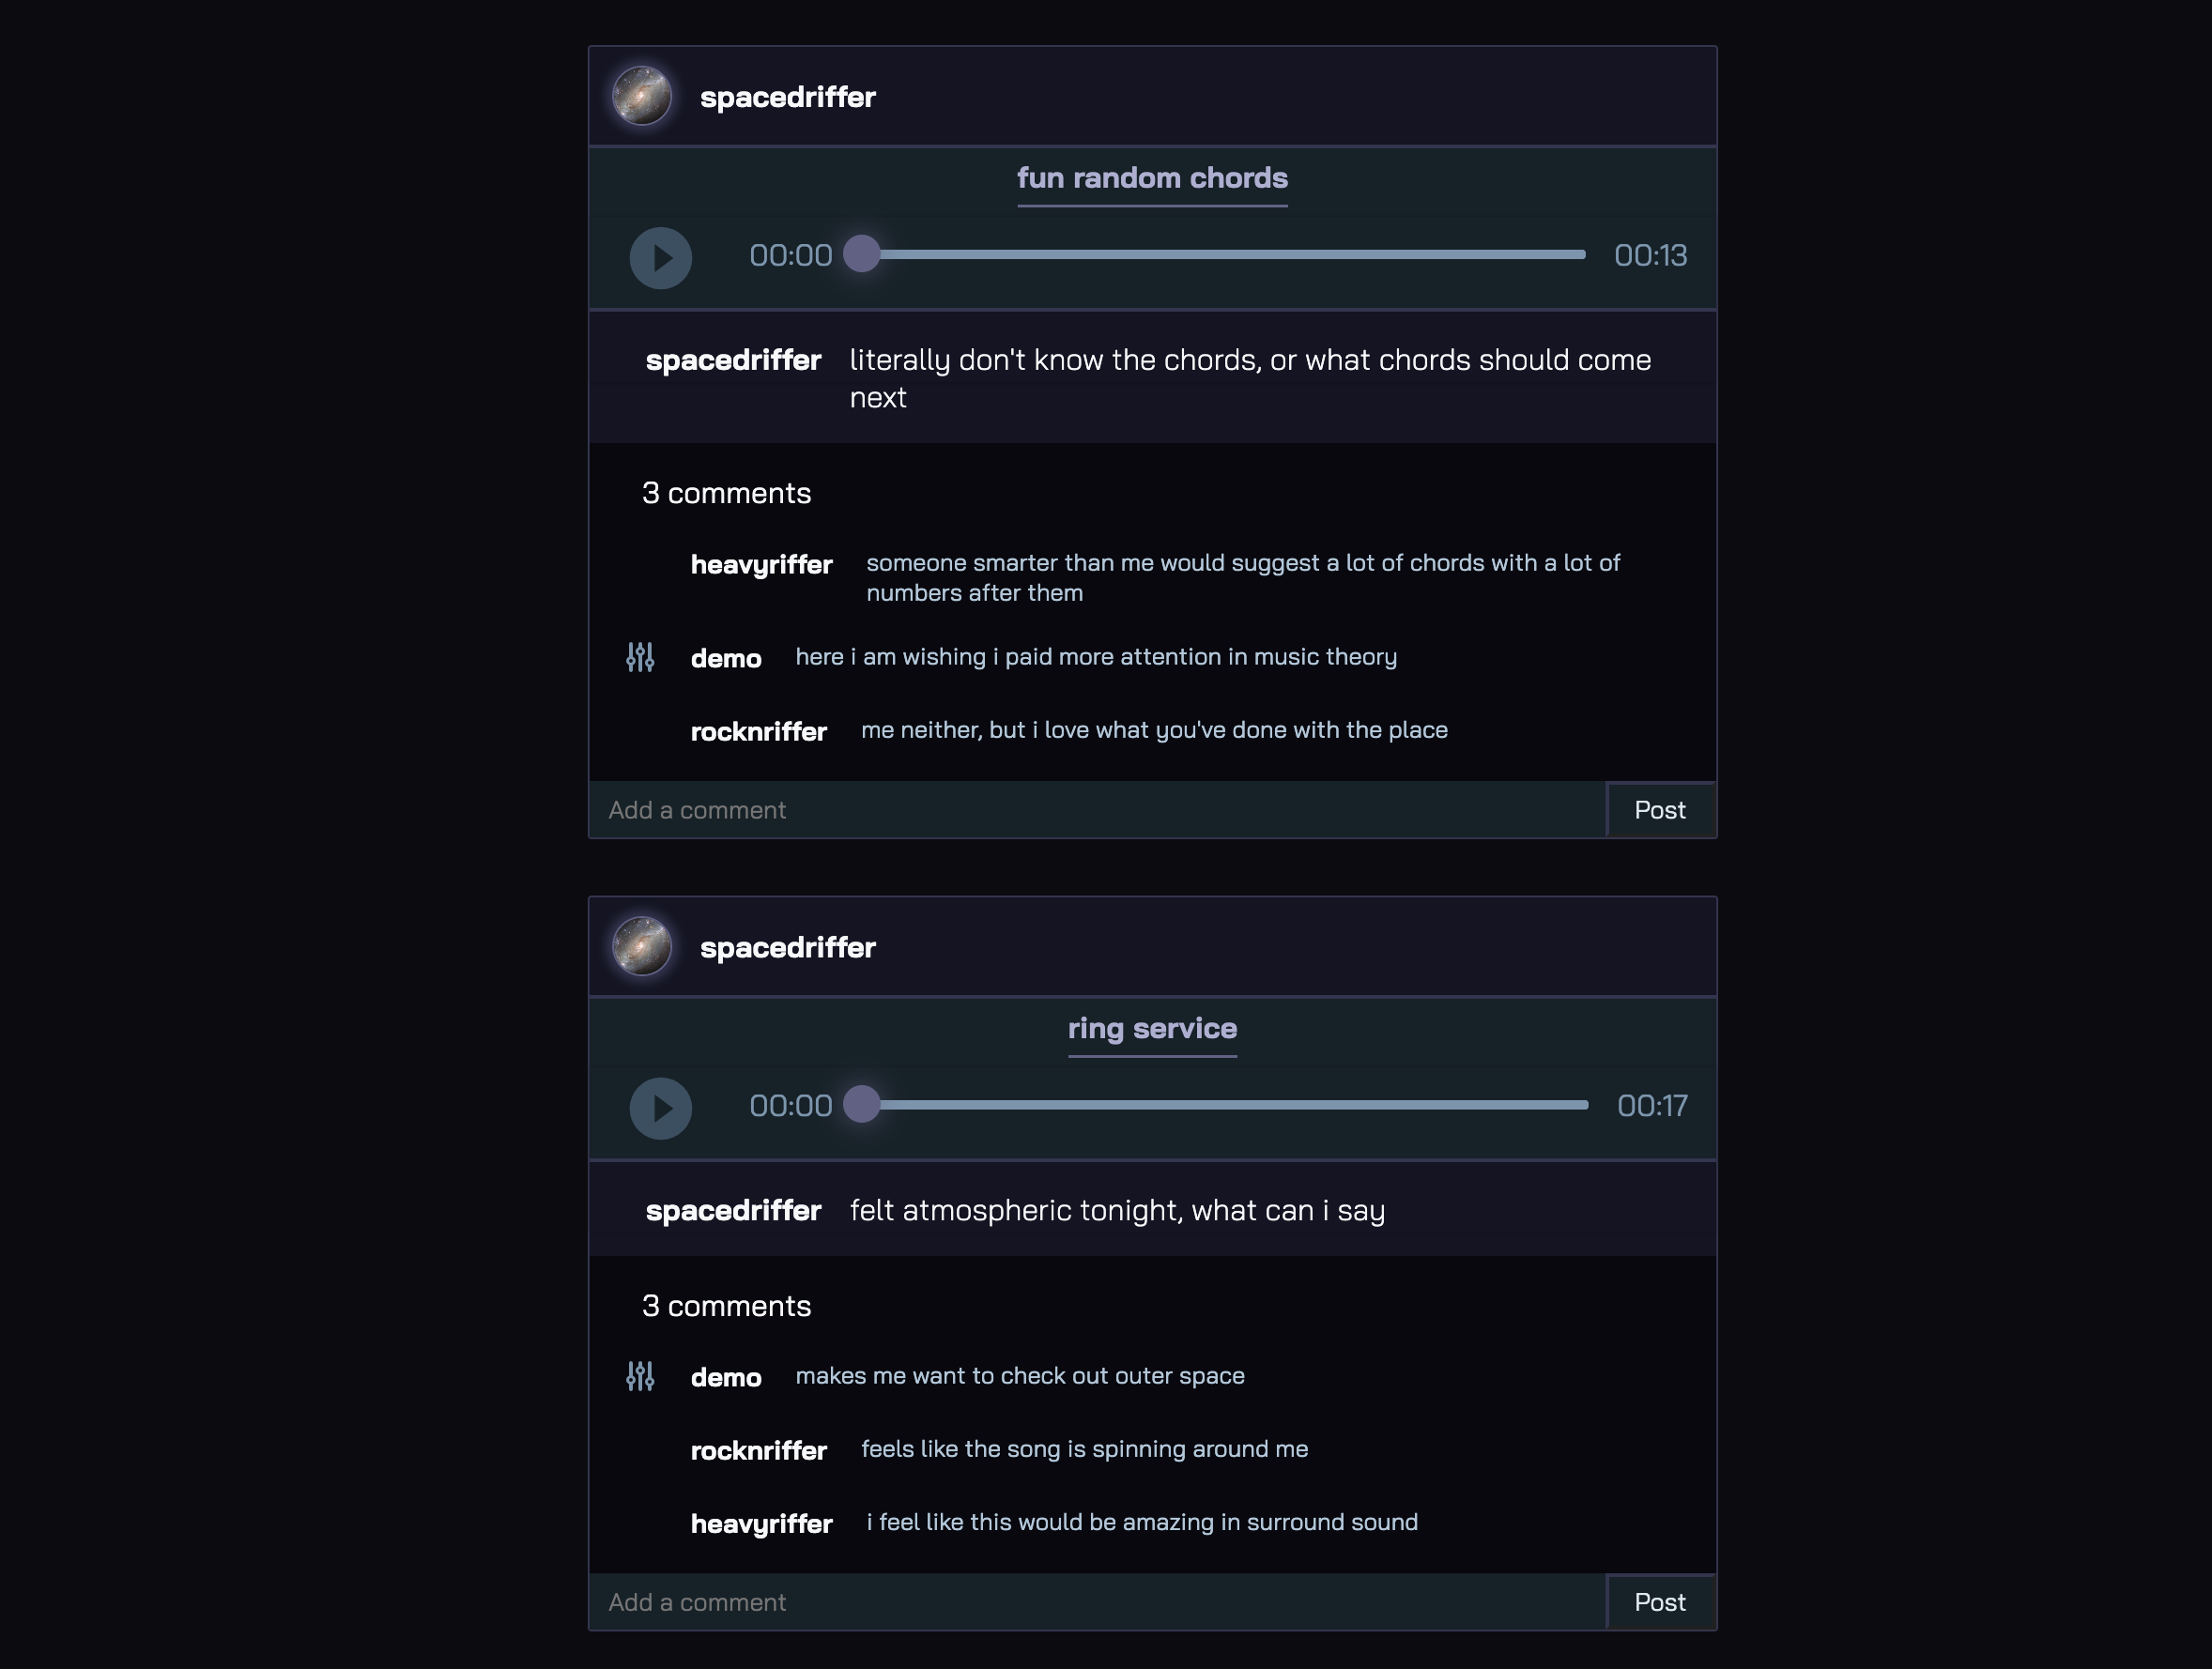 spacedriffer
fun random chords
00:00 00:13
spacedriffer literally don't know the chords, or what chords should come
next
3 comments
heavyriffer someone smarter than me would suggest a lot of chords with a lot of
numbers after them
demo here i am wishing i paid more attention in music theory
rocknriffer me neither, but i love what you've done with the place
Add a comment Post
spacedriffer
ring service
00:00 00:17
spacedriffer felt atmospheric tonight, what can i say
3 comments
demo makes me want to check out outer space
rocknriffer feels like the song is spinning around me
heavyriffer i feel like this would be amazing in surround sound
Add a comment Post